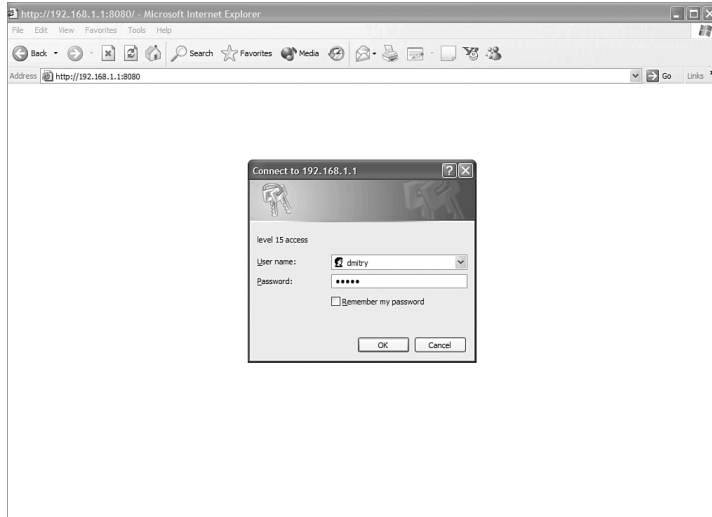 http://192.168.1.1:8080/ - Microsoft Internet Explorer
File Edit View Favorites Tools Help
Back Search Favorites Media
Address http://192.168.1.1:8080 Go Links
Connect to 192.168.1.1
level 15 access
User name: dmitry
Password: •••••
Remember my password
OK Cancel